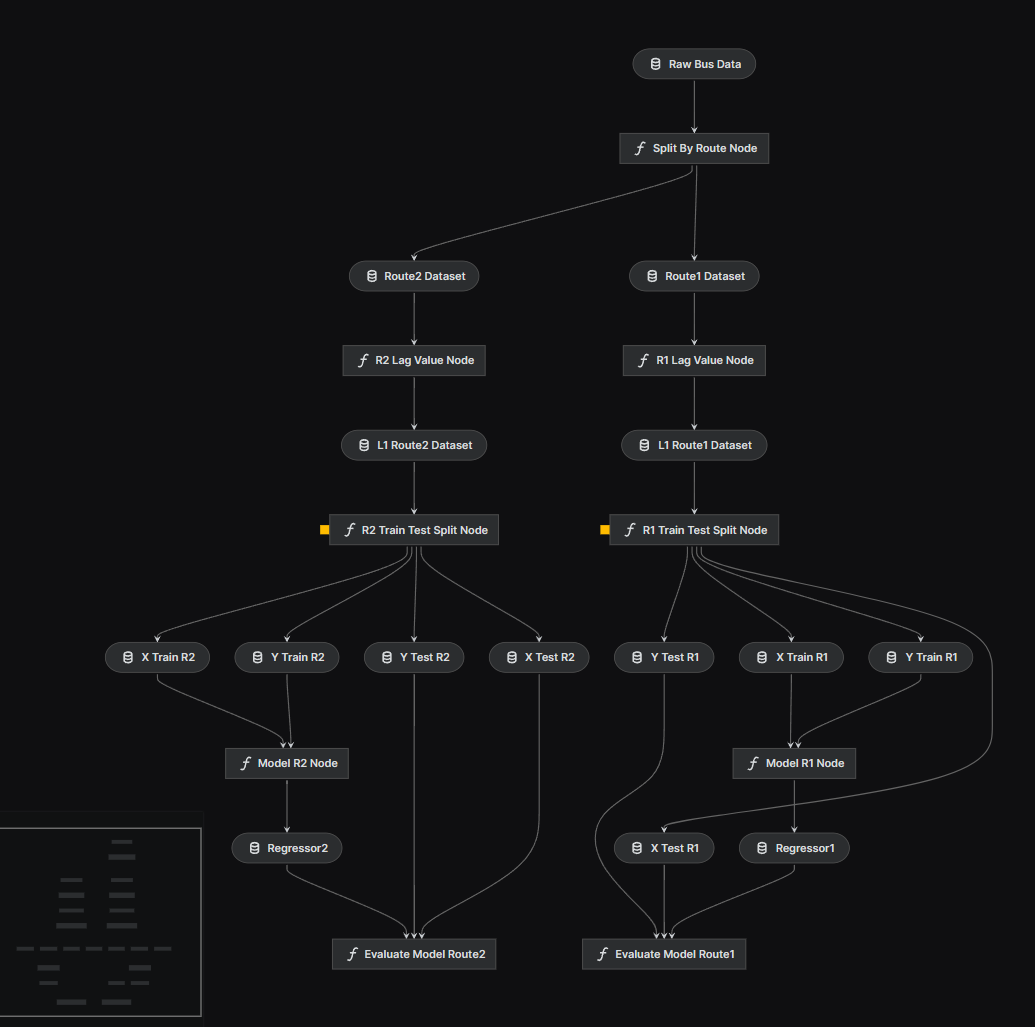 Raw Bus Data
Split By Route Node
Route2 Dataset
Route1 Dataset
R2 Lag Value Node
R1 Lag Value Node
L1 Route2 Dataset
L1 Route1 Dataset
R2 Train Test Split Node
R1 Train Test Split Node
X Train R2
Y Train R2
Y Test R2
X Test R2
Y Test R1
X Train R1
Y Train R1
Model R2 Node
Model R1 Node
Regressor2
X Test R1
Regressor1
Evaluate Model Route2
Evaluate Model Route1